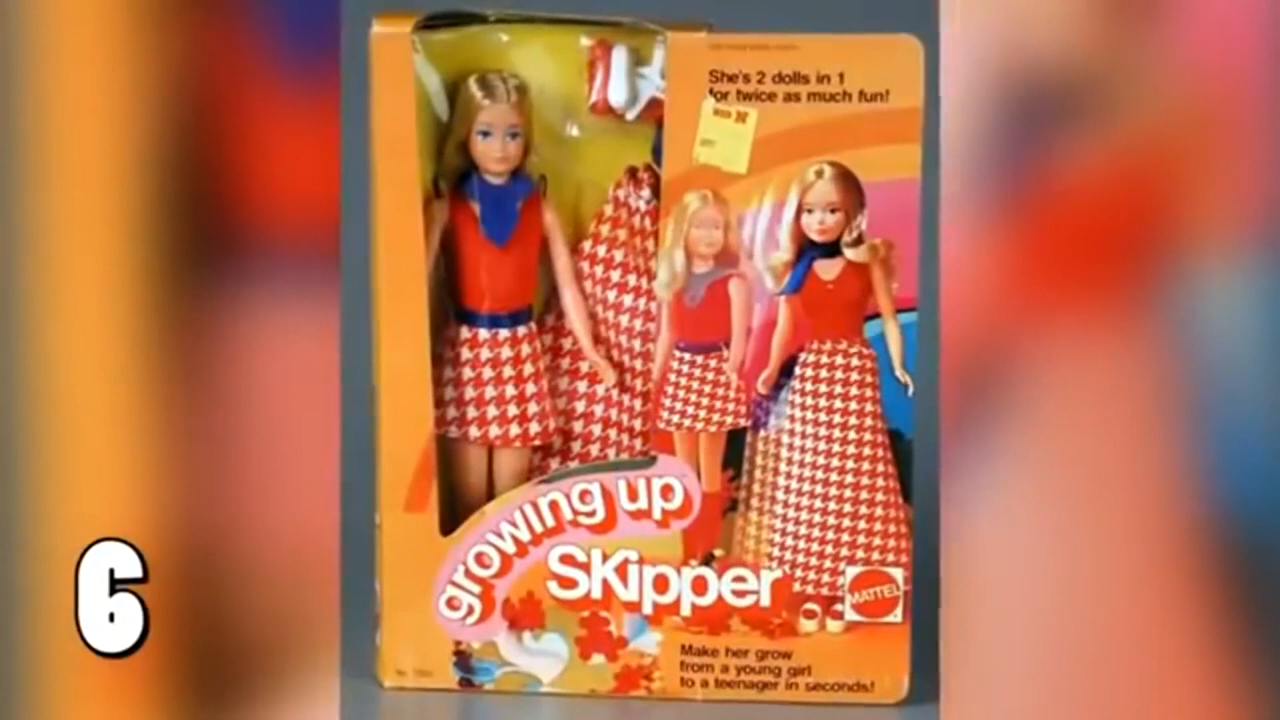 She's 2 dolls in 1
for twice as much fun!
growing up
Skipper
MATTEL
Make her grow
from a young girl
to a teenager in seconds!
6